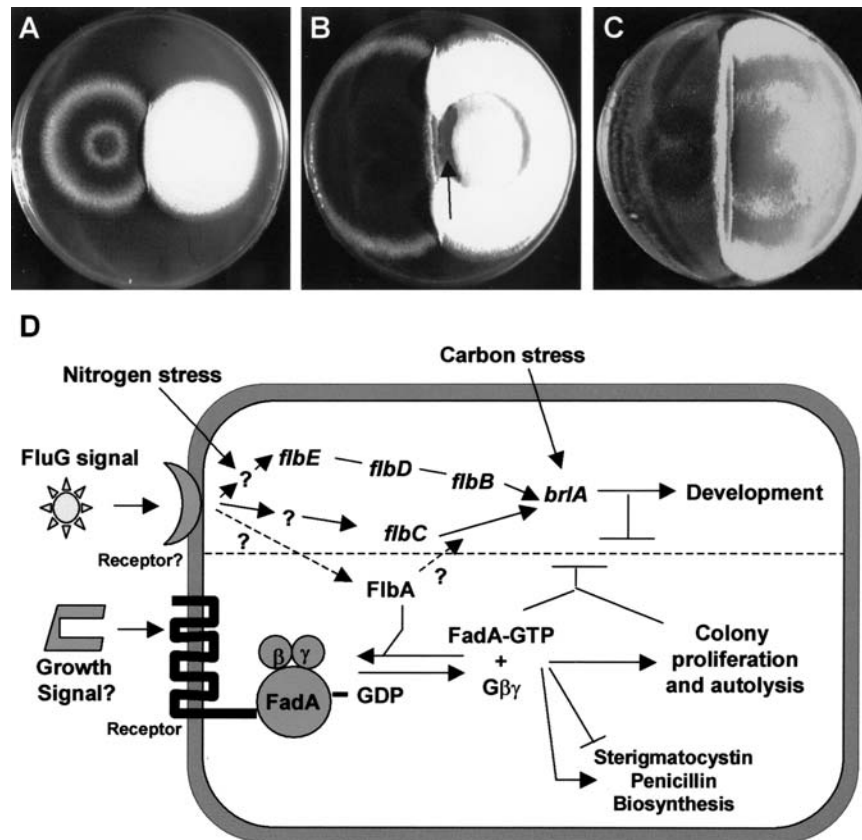 A
B
C
D
Carbon stress
Nitrogen stress
FluG signal
?
flbE
flbD
flbB
brlA
Development
?
flbC
Receptor?
?
FlbA
?
Growth
Signal?
β γ
FadA
GDP
FadA-GTP
+
Gβγ
Colony
proliferation
and autolysis
Receptor
Sterigmatocystin
Penicillin
Biosynthesis